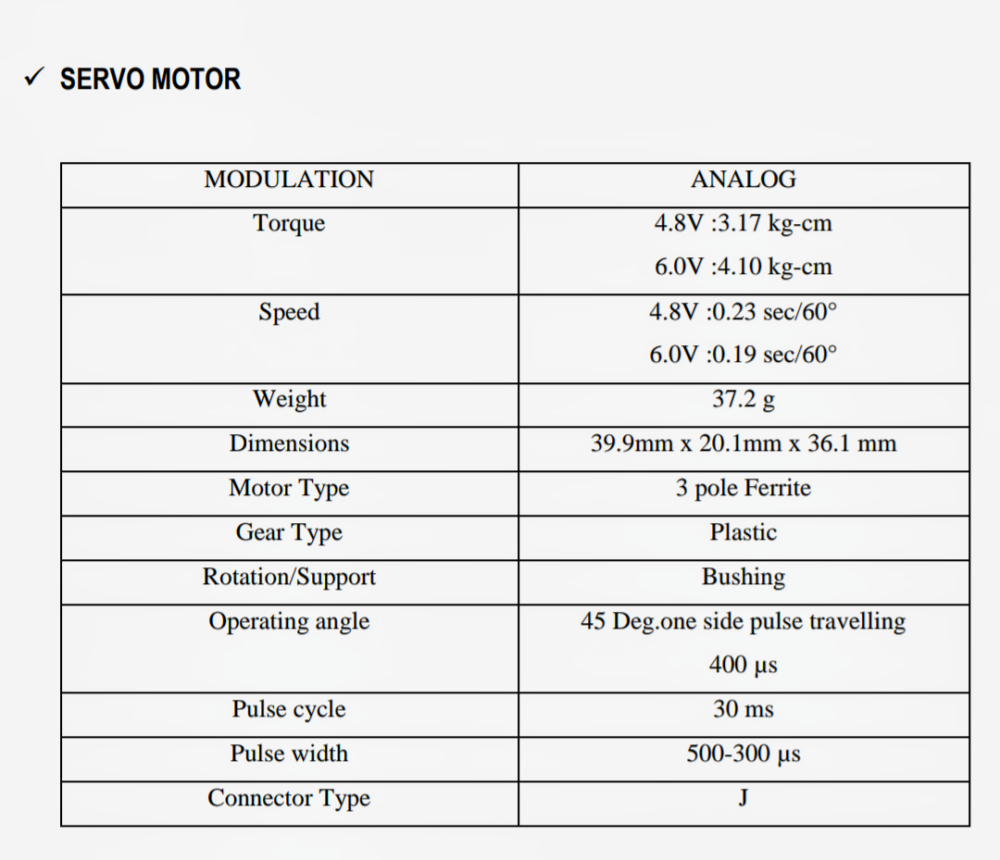 ✓ SERVO MOTOR
MODULATION ANALOG
Torque 4.8V :3.17 kg-cm
6.0V :4.10 kg-cm
Speed 4.8V :0.23 sec/60°
6.0V :0.19 sec/60°
Weight 37.2 g
Dimensions 39.9mm x 20.1mm x 36.1 mm
Motor Type 3 pole Ferrite
Gear Type Plastic
Rotation/Support Bushing
Operating angle 45 Deg.one side pulse travelling
400 µs
Pulse cycle 30 ms
Pulse width 500-300 µs
Connector Type J